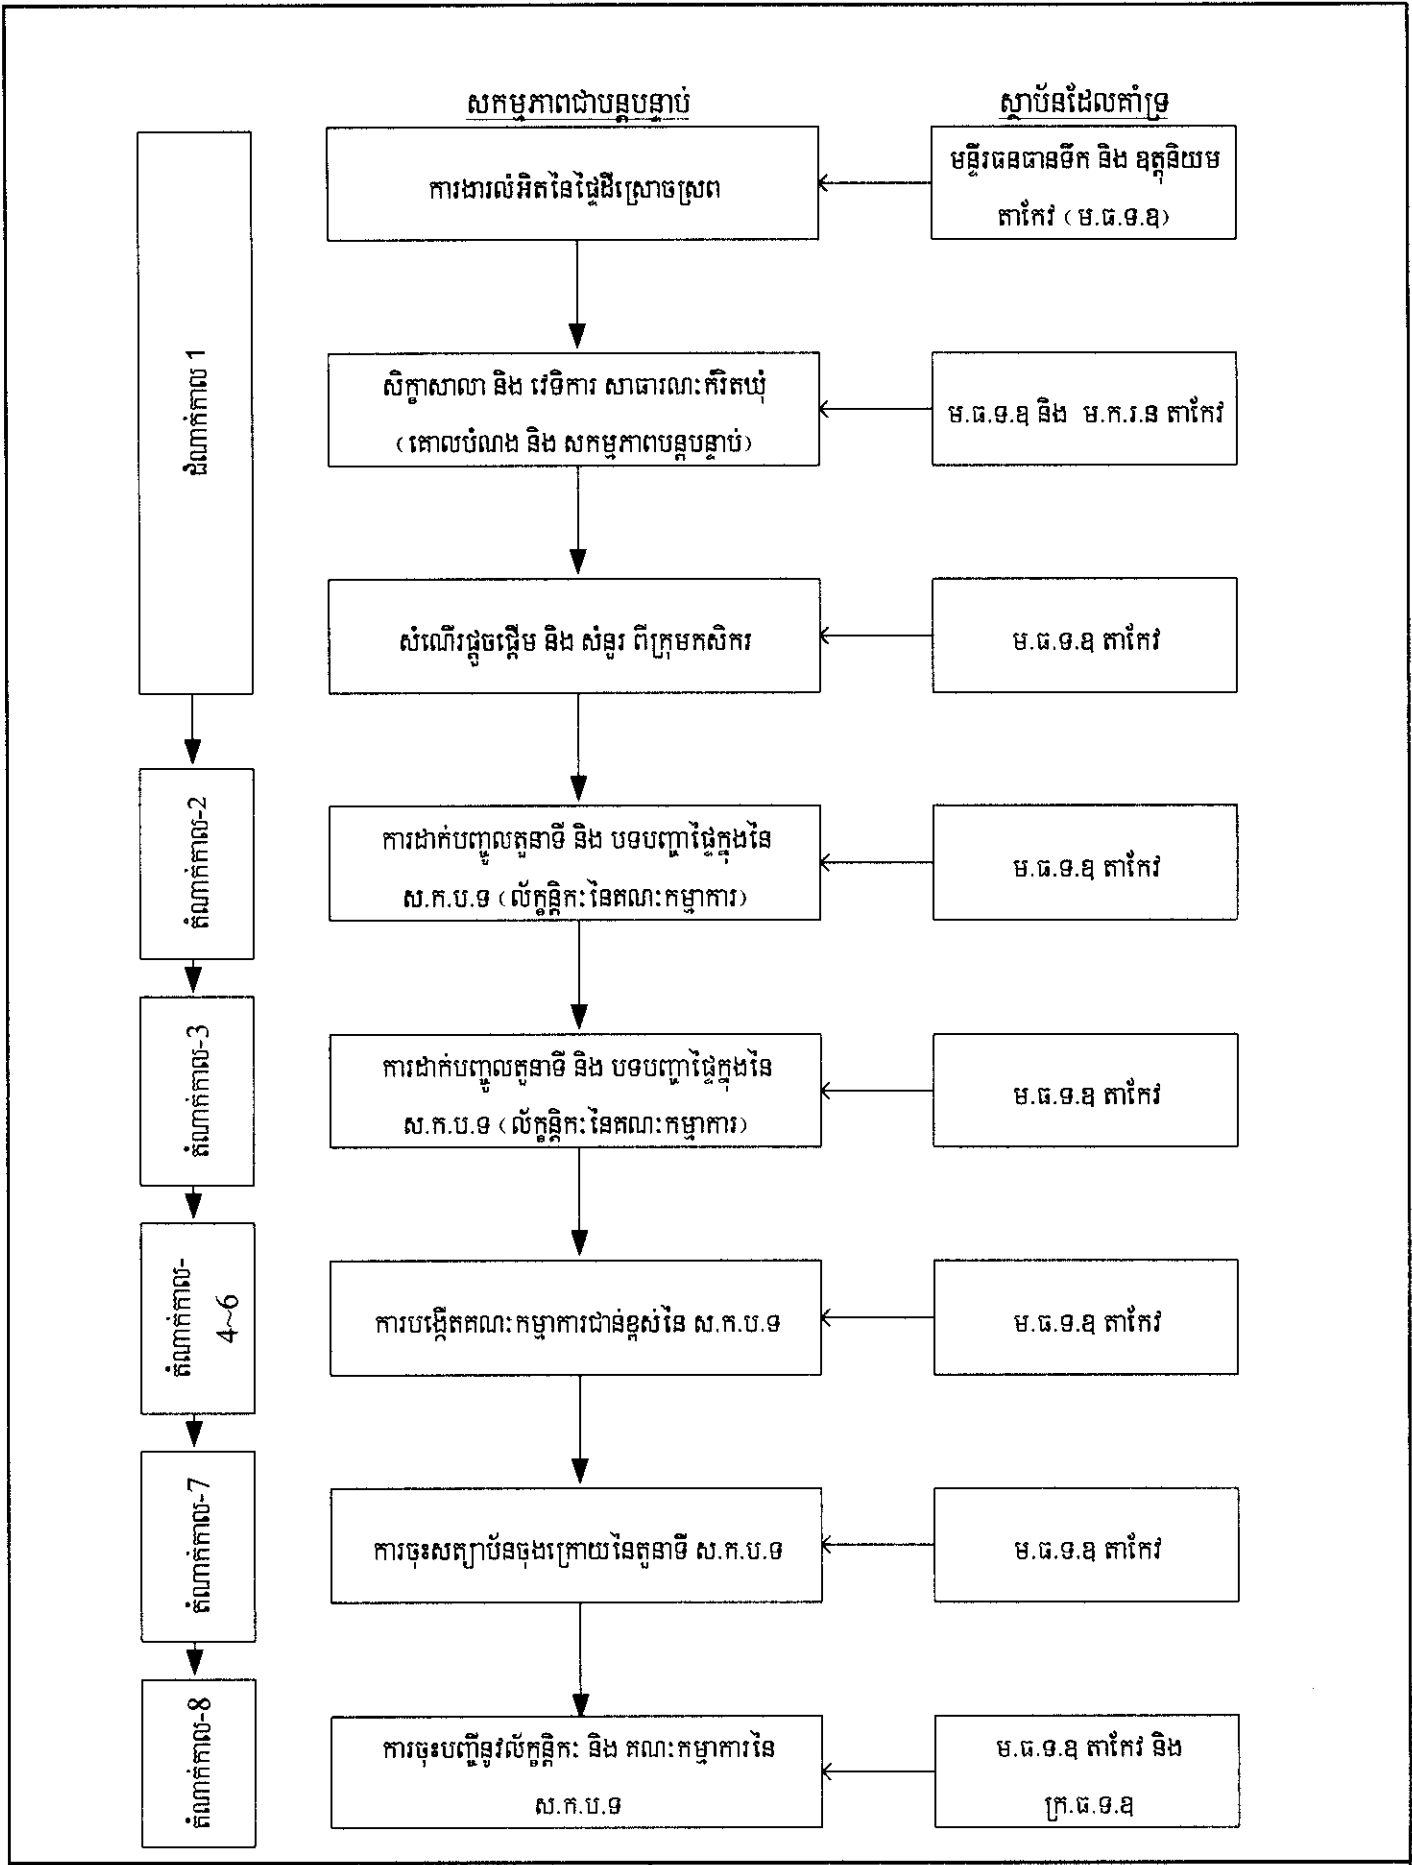 សកម្មភាពជាបន្តបន្ទាប់
ស្ថាប័នដែលគាំទ្រ
ដំណាក់កាល 1
ការងារលំអិតនៃផ្ទៃដីស្រោចស្រព
មន្ទីរធនធានទឹក និង ឧត្តុនិយម
តាកែវ (ម.ធ.ទ.ឧ)
សិក្ខាសាលា និង វេទិការ សាធារណៈកំរិតឃុំ
(គោលបំណង និង សកម្មភាពបន្តបន្ទាប់)
ម.ធ.ទ.ឧ និង ម.ក.រ.ន តាកែវ
សំណើរផ្តួចផ្តើម និង សំនួរ ពីក្រុមកសិករ
ម.ធ.ទ.ឧ តាកែវ
តំណាក់កាល-2
ការដាក់បញ្ចូលតួនាទី និង បទបញ្ជាផ្ទៃក្នុងនៃ
ស.ក.ប.ទ (ល័ក្ខន្តិកៈនៃគណៈកម្មាការ)
ម.ធ.ទ.ឧ តាកែវ
តំណាក់កាល-3
ការដាក់បញ្ចូលតួនាទី និង បទបញ្ជាផ្ទៃក្នុងនៃ
ស.ក.ប.ទ (ល័ក្ខន្តិកៈនៃគណៈកម្មាការ)
ម.ធ.ទ.ឧ តាកែវ
តំណាក់កាល-
4~6
ការបង្កើតគណៈកម្មាការជាន់ខ្ពស់នៃ ស.ក.ប.ទ
ម.ធ.ទ.ឧ តាកែវ
តំណាក់កាល-7
ការចុះសត្យាប័នចុងក្រោយនៃតួនាទី ស.ក.ប.ទ
ម.ធ.ទ.ឧ តាកែវ
តំណាក់កាល-8
ការចុះបញ្ជីនូវល័ក្ខន្តិកៈ និង គណៈកម្មាការនៃ
ស.ក.ប.ទ
ម.ធ.ទ.ឧ តាកែវ និង
ក្រ.ធ.ទ.ឧ